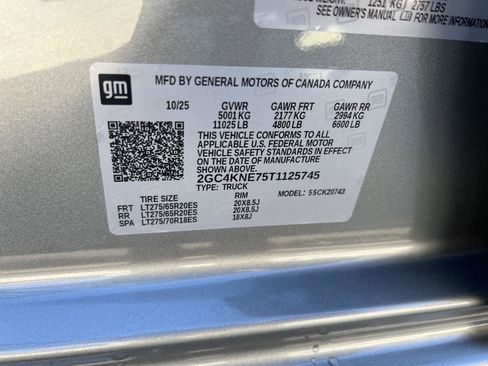 WEIGHT: 1251 KG / 2757 LBS
SEE OWNER'S MANUAL FOR MORE INFORMATION
gm
MFD BY GENERAL MOTORS OF CANADA COMPANY
10/25 GVWR GAWR FRT GAWR RR
5001 KG 2177 KG 2994 KG
11025 LB 4800 LB 6600 LB
THIS VEHICLE CONFORMS TO ALL
APPLICABLE U.S. FEDERAL MOTOR
VEHICLE SAFETY STANDARDS IN EFFECT
ON THE DATE OF MANUFACTURE
2GC4KNE75T1125745
TYPE: TRUCK MODEL: 55CK20743
TIRE SIZE RIM
FRT LT275/65R20ES 20X8.5J
RR LT275/65R20ES 20X8.5J
SPA LT275/70R18ES 18X8J